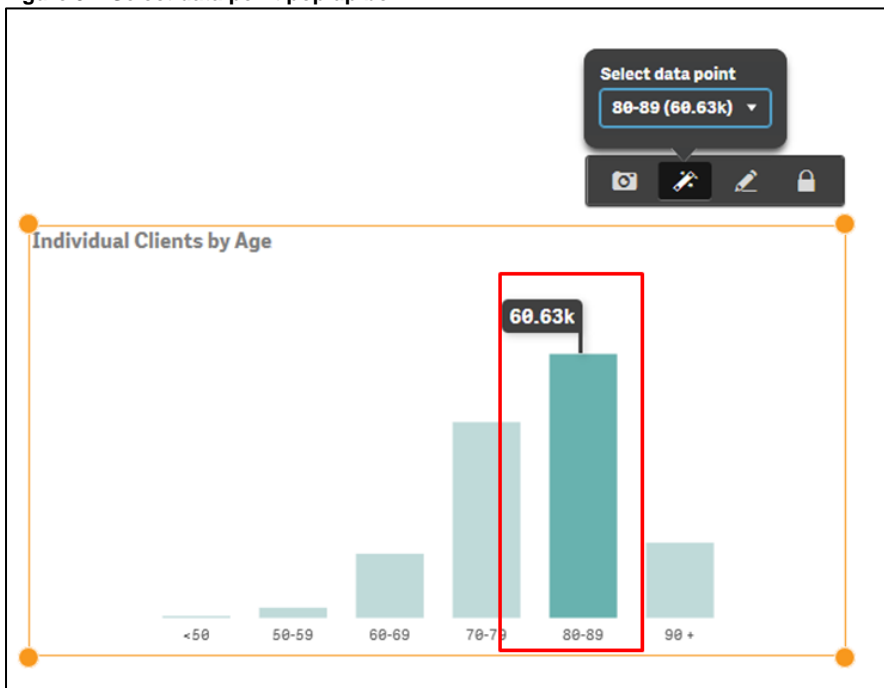 Select data point
80-89 (60.63k)
Individual Clients by Age
60.63k
<50 50-59 60-69 70-79 80-89 90 +